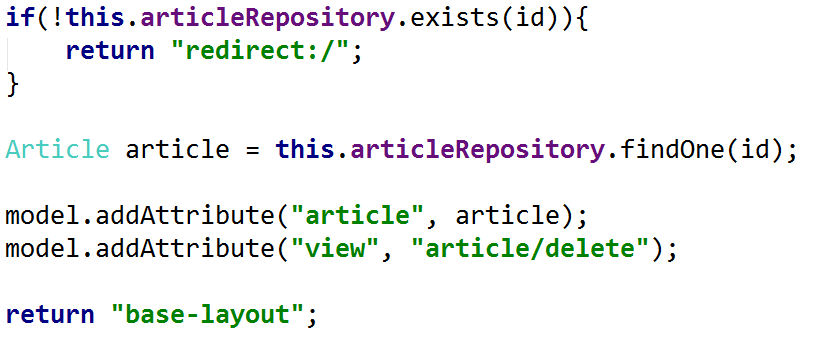 if(!this.articleRepository.exists(id)){
    return "redirect:/";
}
Article article = this.articleRepository.findOne(id);
model.addAttribute("article", article);
model.addAttribute("view", "article/delete");
return "base-layout";